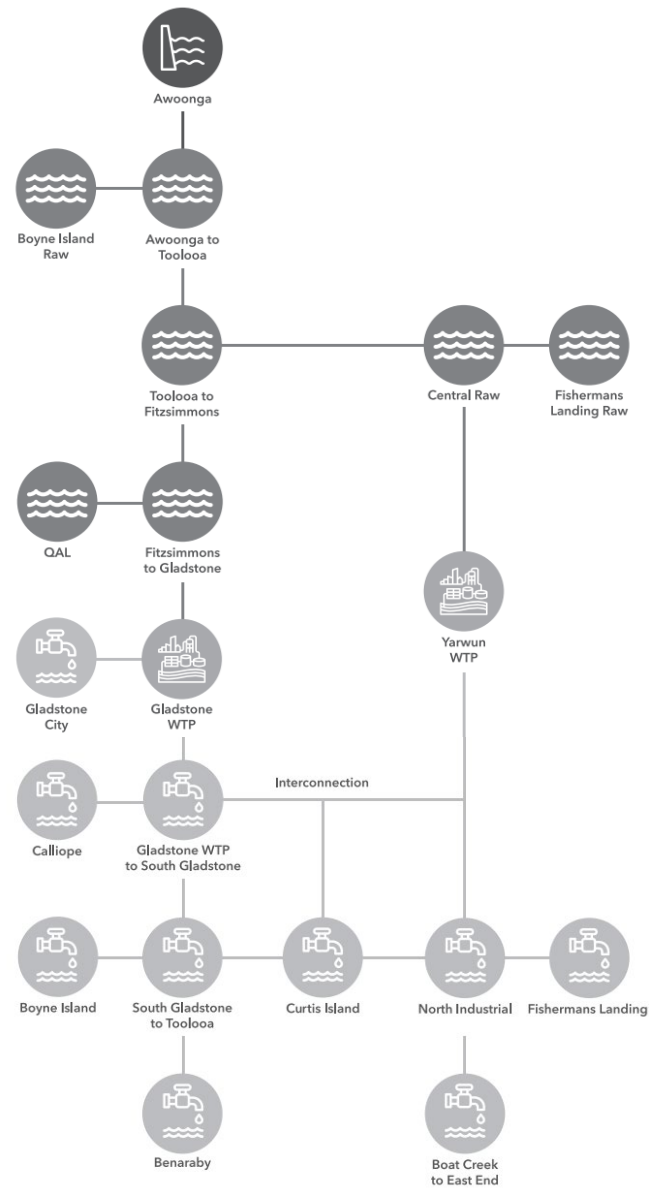 Awoonga
Boyne Island
Raw
Awoonga to
Toolooa
Toolooa to
Fitzsimmons
Central Raw
Fishermans
Landing Raw
QAL
Fitzsimmons
to Gladstone
Yarwun
WTP
Gladstone
City
Gladstone
WTP
Interconnection
Calliope
Gladstone WTP
to South Gladstone
Boyne Island
South Gladstone
to Toolooa
Curtis Island
North Industrial
Fishermans Landing
Benaraby
Boat Creek
to East End